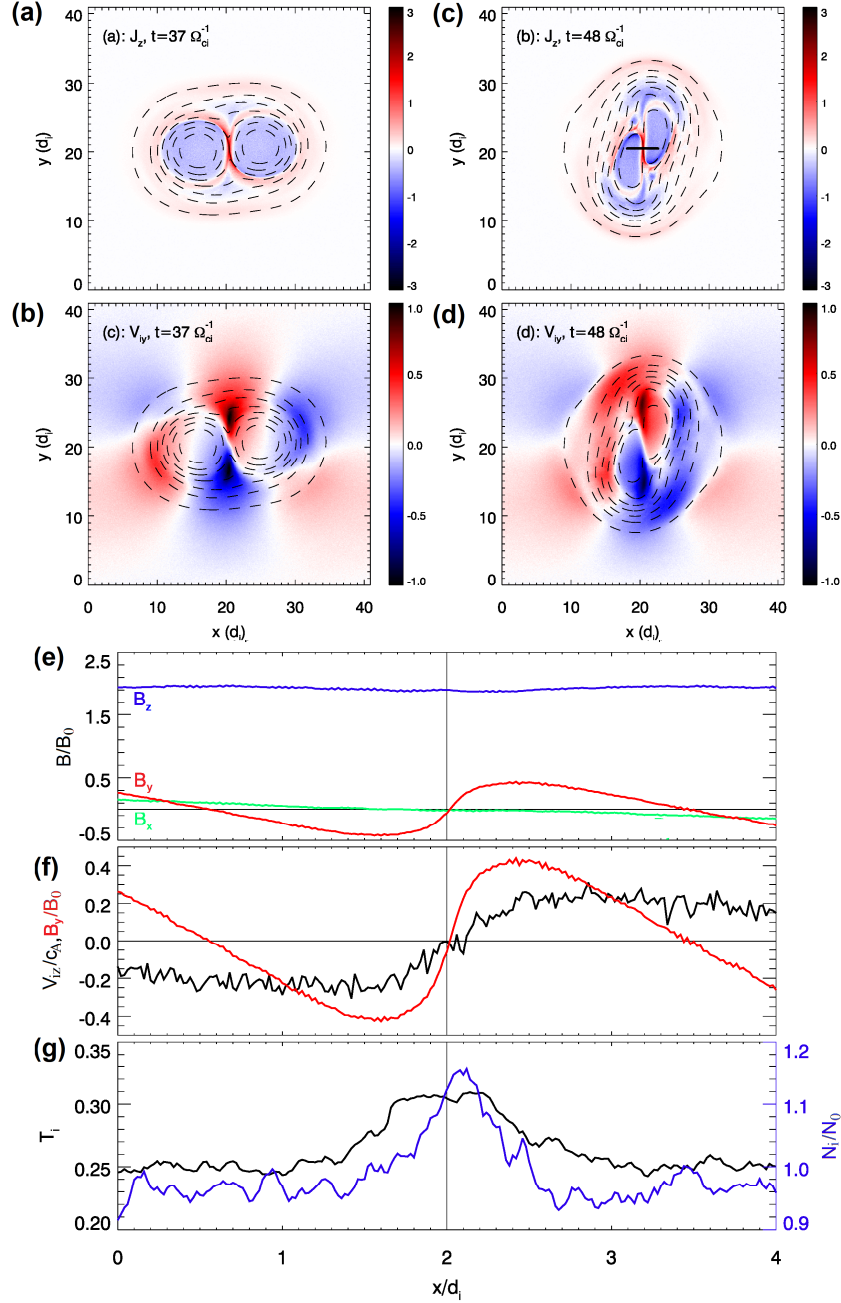 (a)
(c)
(a): J_z, t=37 Ω_ci^-1
(b): J_z, t=48 Ω_ci^-1
y (d_i)
40
30
20
10
0
3
2
1
0
-1
-2
-3
y (d_i)
40
30
20
10
0
3
2
1
0
-1
-2
-3
(b)
(d)
(c): V_iy, t=37 Ω_ci^-1
(d): V_iy, t=48 Ω_ci^-1
y (d_i)
40
30
20
10
0
1.0
0.5
0.0
-0.5
-1.0
y (d_i)
40
30
20
10
0
1.0
0.5
0.0
-0.5
-1.0
0 10 20 30 40
0 10 20 30 40
x (d_i)
x (d_i)
(e)
B/B_0
2.5
1.5
0.5
-0.5
B_z
B_y
B_x
(f)
V_iz/c_A, B_y/B_0
0.4
0.2
0.0
-0.2
-0.4
(g)
T_i
0.35
0.30
0.25
0.20
1.2
1.1
1.0
0.9
N_i/N_0
0 1 2 3 4
x/d_i